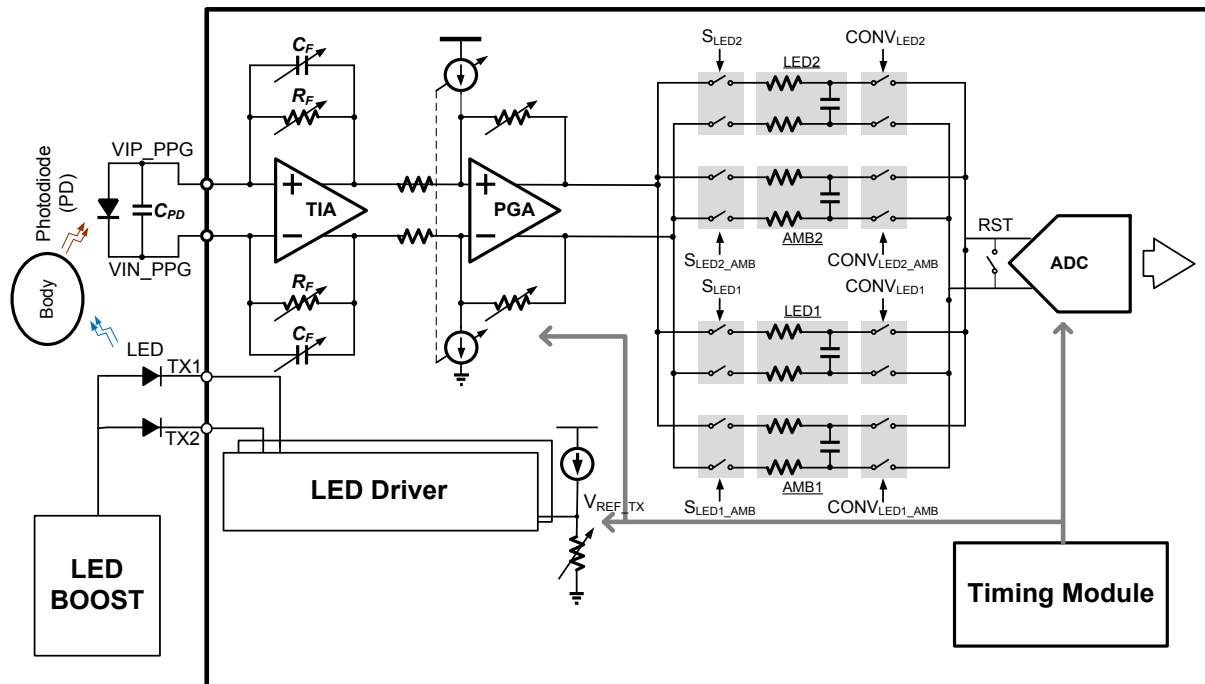 S_LED2
CONV_LED2
C_F
LED2
R_F
VIP_PPG
Photodiode
(PD)
C_PD
TIA
PGA
VIN_PPG
Body
AMB2
S_LED2_AMB
CONV_LED2_AMB
RST
ADC
S_LED1
CONV_LED1
R_F
LED1
C_F
LED
TX1
TX2
AMB1
S_LED1_AMB
CONV_LED1_AMB
LED Driver
V_REF_TX
LED
BOOST
Timing Module